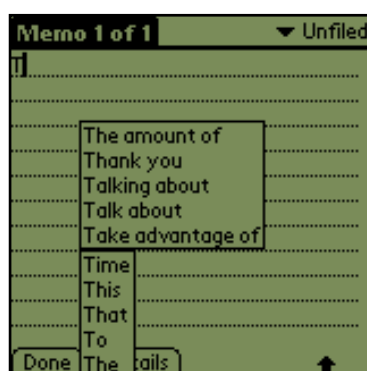 Memo 1 of 1 Unfiled
T
The amount of
Thank you
Talking about
Talk about
Take advantage of
Time
This
That
To
Done The tails